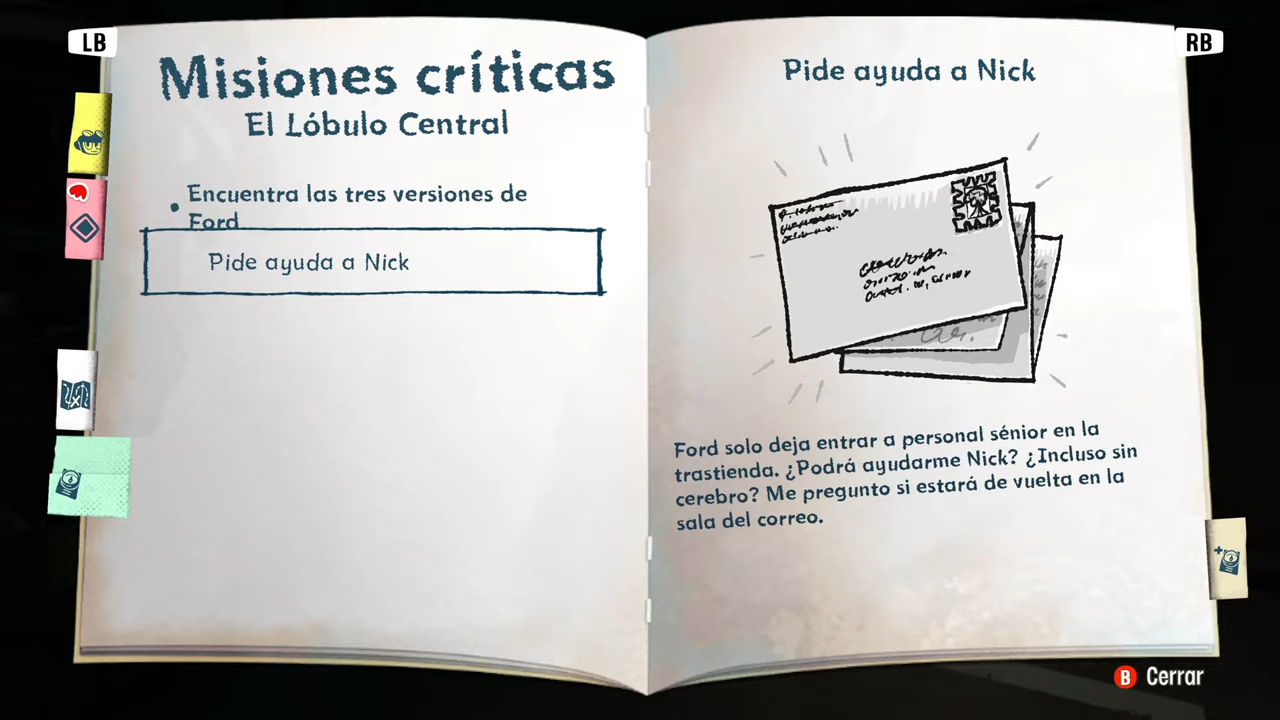 LB
RB
Misiones críticas
El Lóbulo Central
• Encuentra las tres versiones de
Ford
Pide ayuda a Nick
Pide ayuda a Nick
Ford solo deja entrar a personal sénior en la
trastienda. ¿Podrá ayudarme Nick? ¿Incluso sin
cerebro? Me pregunto si estará de vuelta en la
sala del correo.
B Cerrar